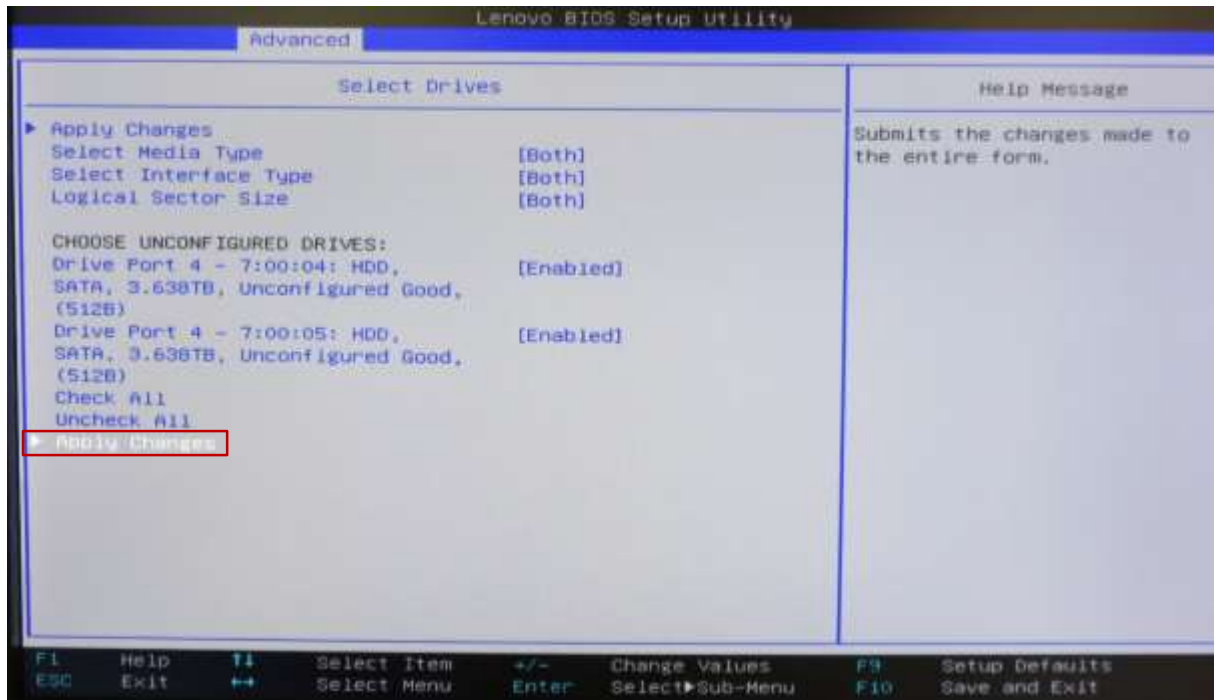 Lenovo BIOS Setup Utility
Advanced
Select Drives
Help Message
▶ Apply Changes
Select Media Type [Both]
Select Interface Type [Both]
Logical Sector Size [Both]
CHOOSE UNCONFIGURED DRIVES:
Drive Port 4 - 7:00:04: HDD, [Enabled]
SATA, 3.638TB, Unconfigured Good,
(512B)
Drive Port 4 - 7:00:05: HDD, [Enabled]
SATA, 3.638TB, Unconfigured Good,
(512B)
Check All
Uncheck All
▶ Apply Changes
Submits the changes made to
the entire form.
F1 Help ↑↓ Select Item +/- Change Values F9 Setup Defaults
ESC Exit ↔ Select Menu Enter Select▶Sub-Menu F10 Save and Exit